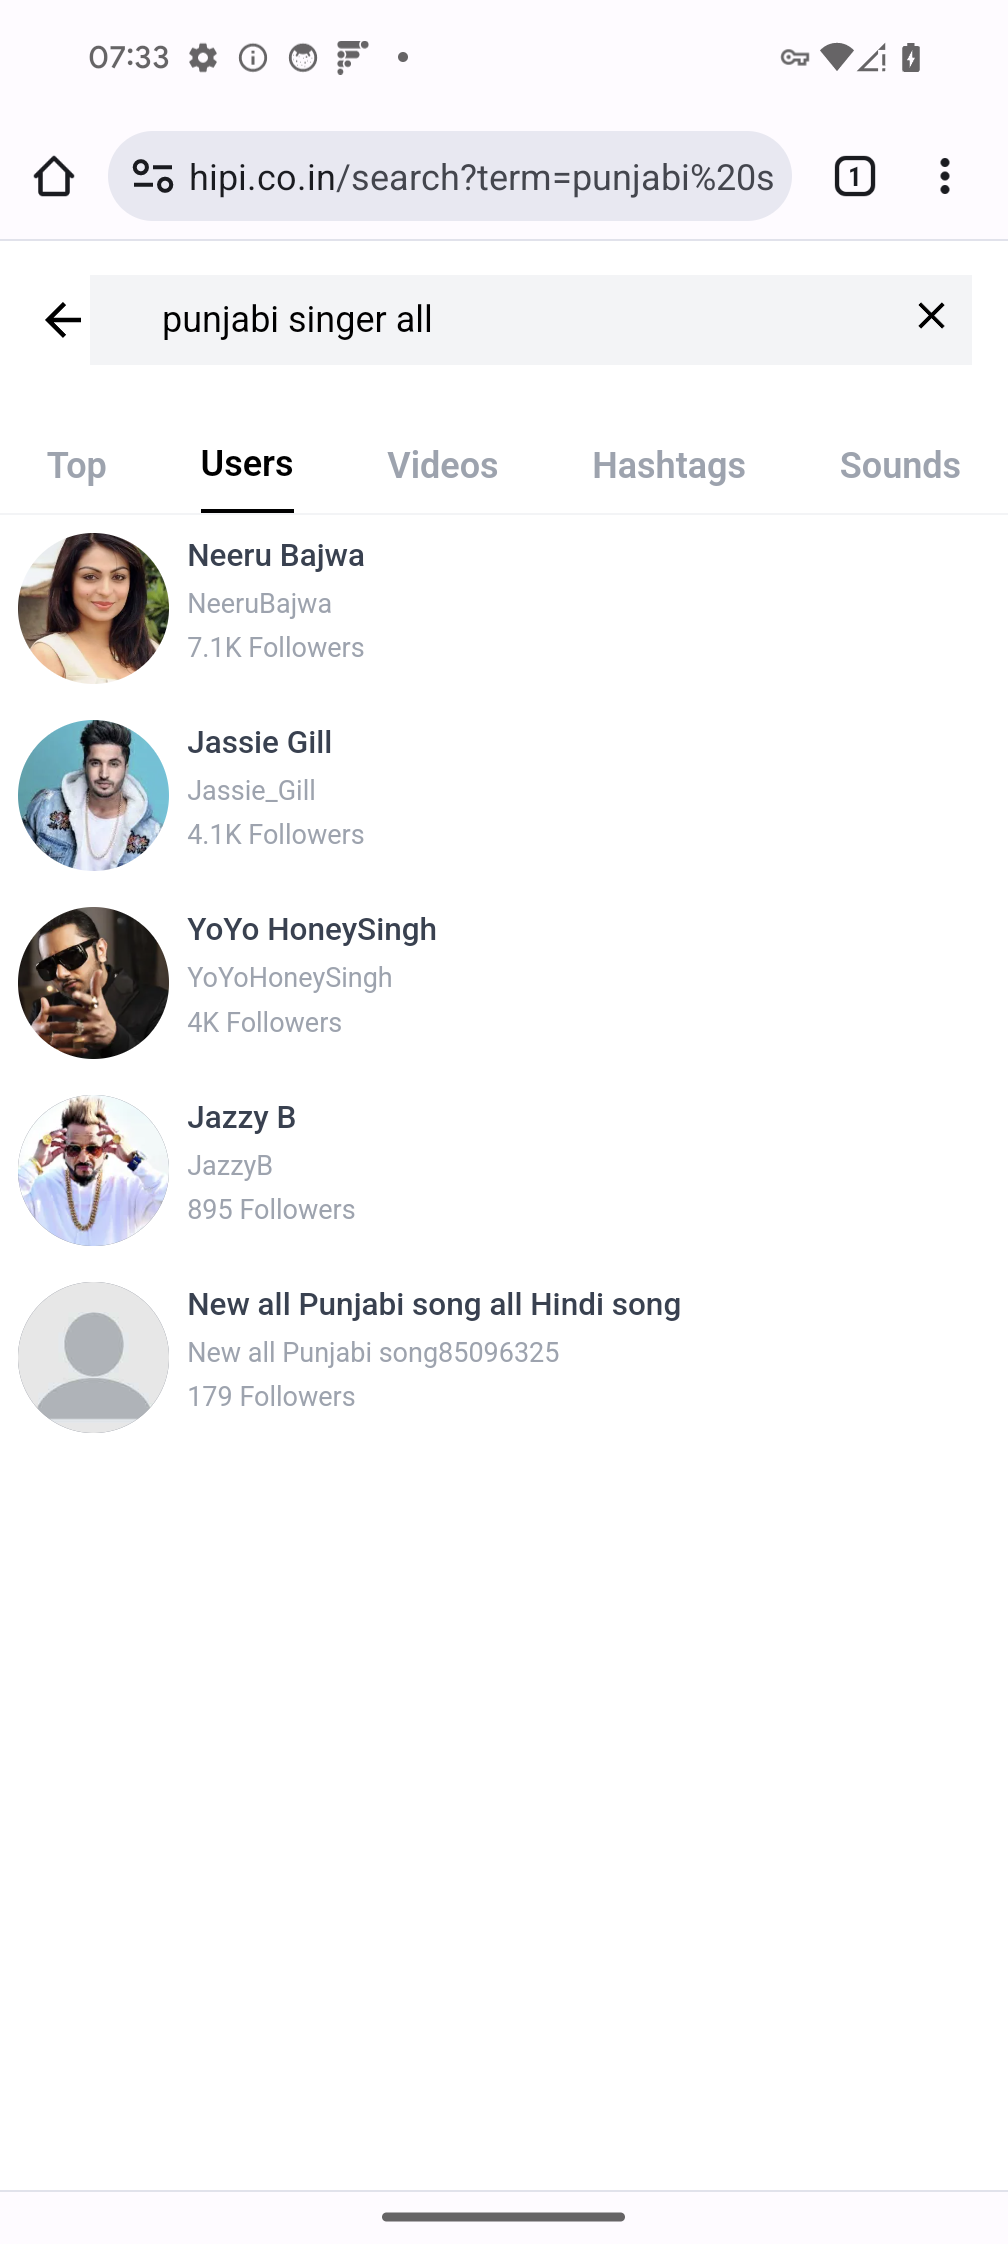 07:33
hipi.co.in/search?term=punjabi%20s
1
punjabi singer all
Top Users Videos Hashtags Sounds
Neeru Bajwa
NeeruBajwa
7.1K Followers
Jassie Gill
Jassie_Gill
4.1K Followers
YoYo HoneySingh
YoYoHoneySingh
4K Followers
Jazzy B
JazzyB
895 Followers
New all Punjabi song all Hindi song
New all Punjabi song85096325
179 Followers